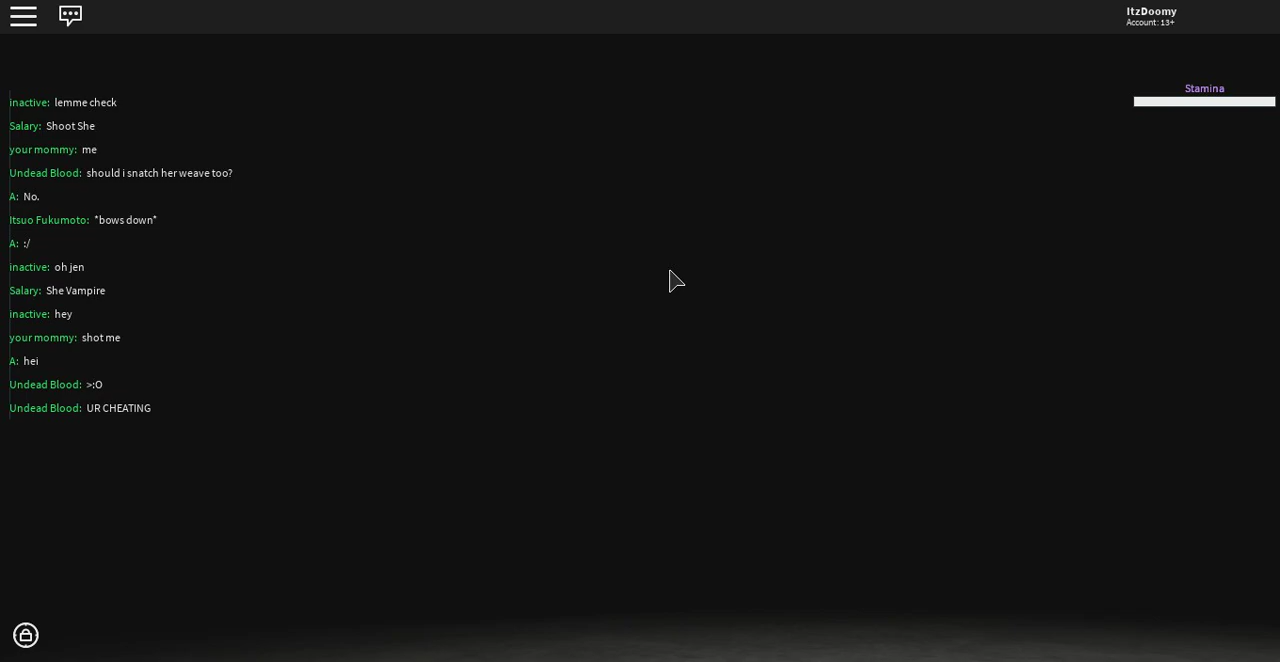 ItzDoomy
Account: 13+
Stamina
inactive: lemme check
Salary: Shoot She
your mommy: me
Undead Blood: should i snatch her weave too?
A: No.
Itsuo Fukumoto: *bows down*
A: :/
inactive: oh jen
Salary: She Vampire
inactive: hey
your mommy: shot me
A: hei
Undead Blood: >:O
Undead Blood: UR CHEATING